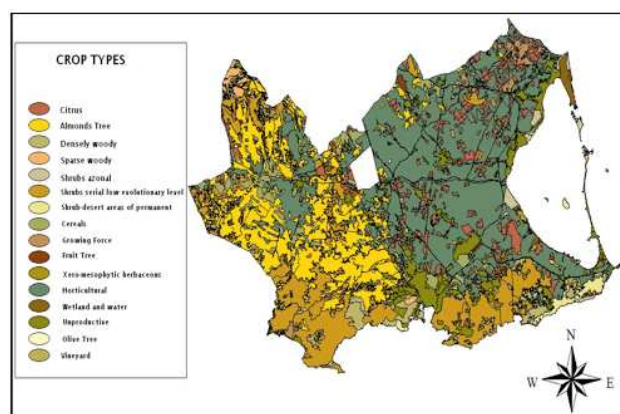 CROP TYPES
Citrus
Almonds Tree
Densely woody
Sparse woody
Shrubs azonal
Shrubs serial low evolutionary level
Shrub-desert areas of permanent
Cereals
Growing Force
Fruit Tree
Xero-mesophytic herbaceous
Horticultural
Wetland and water
Unproductive
Olive Tree
Vineyard
N
W
E
S